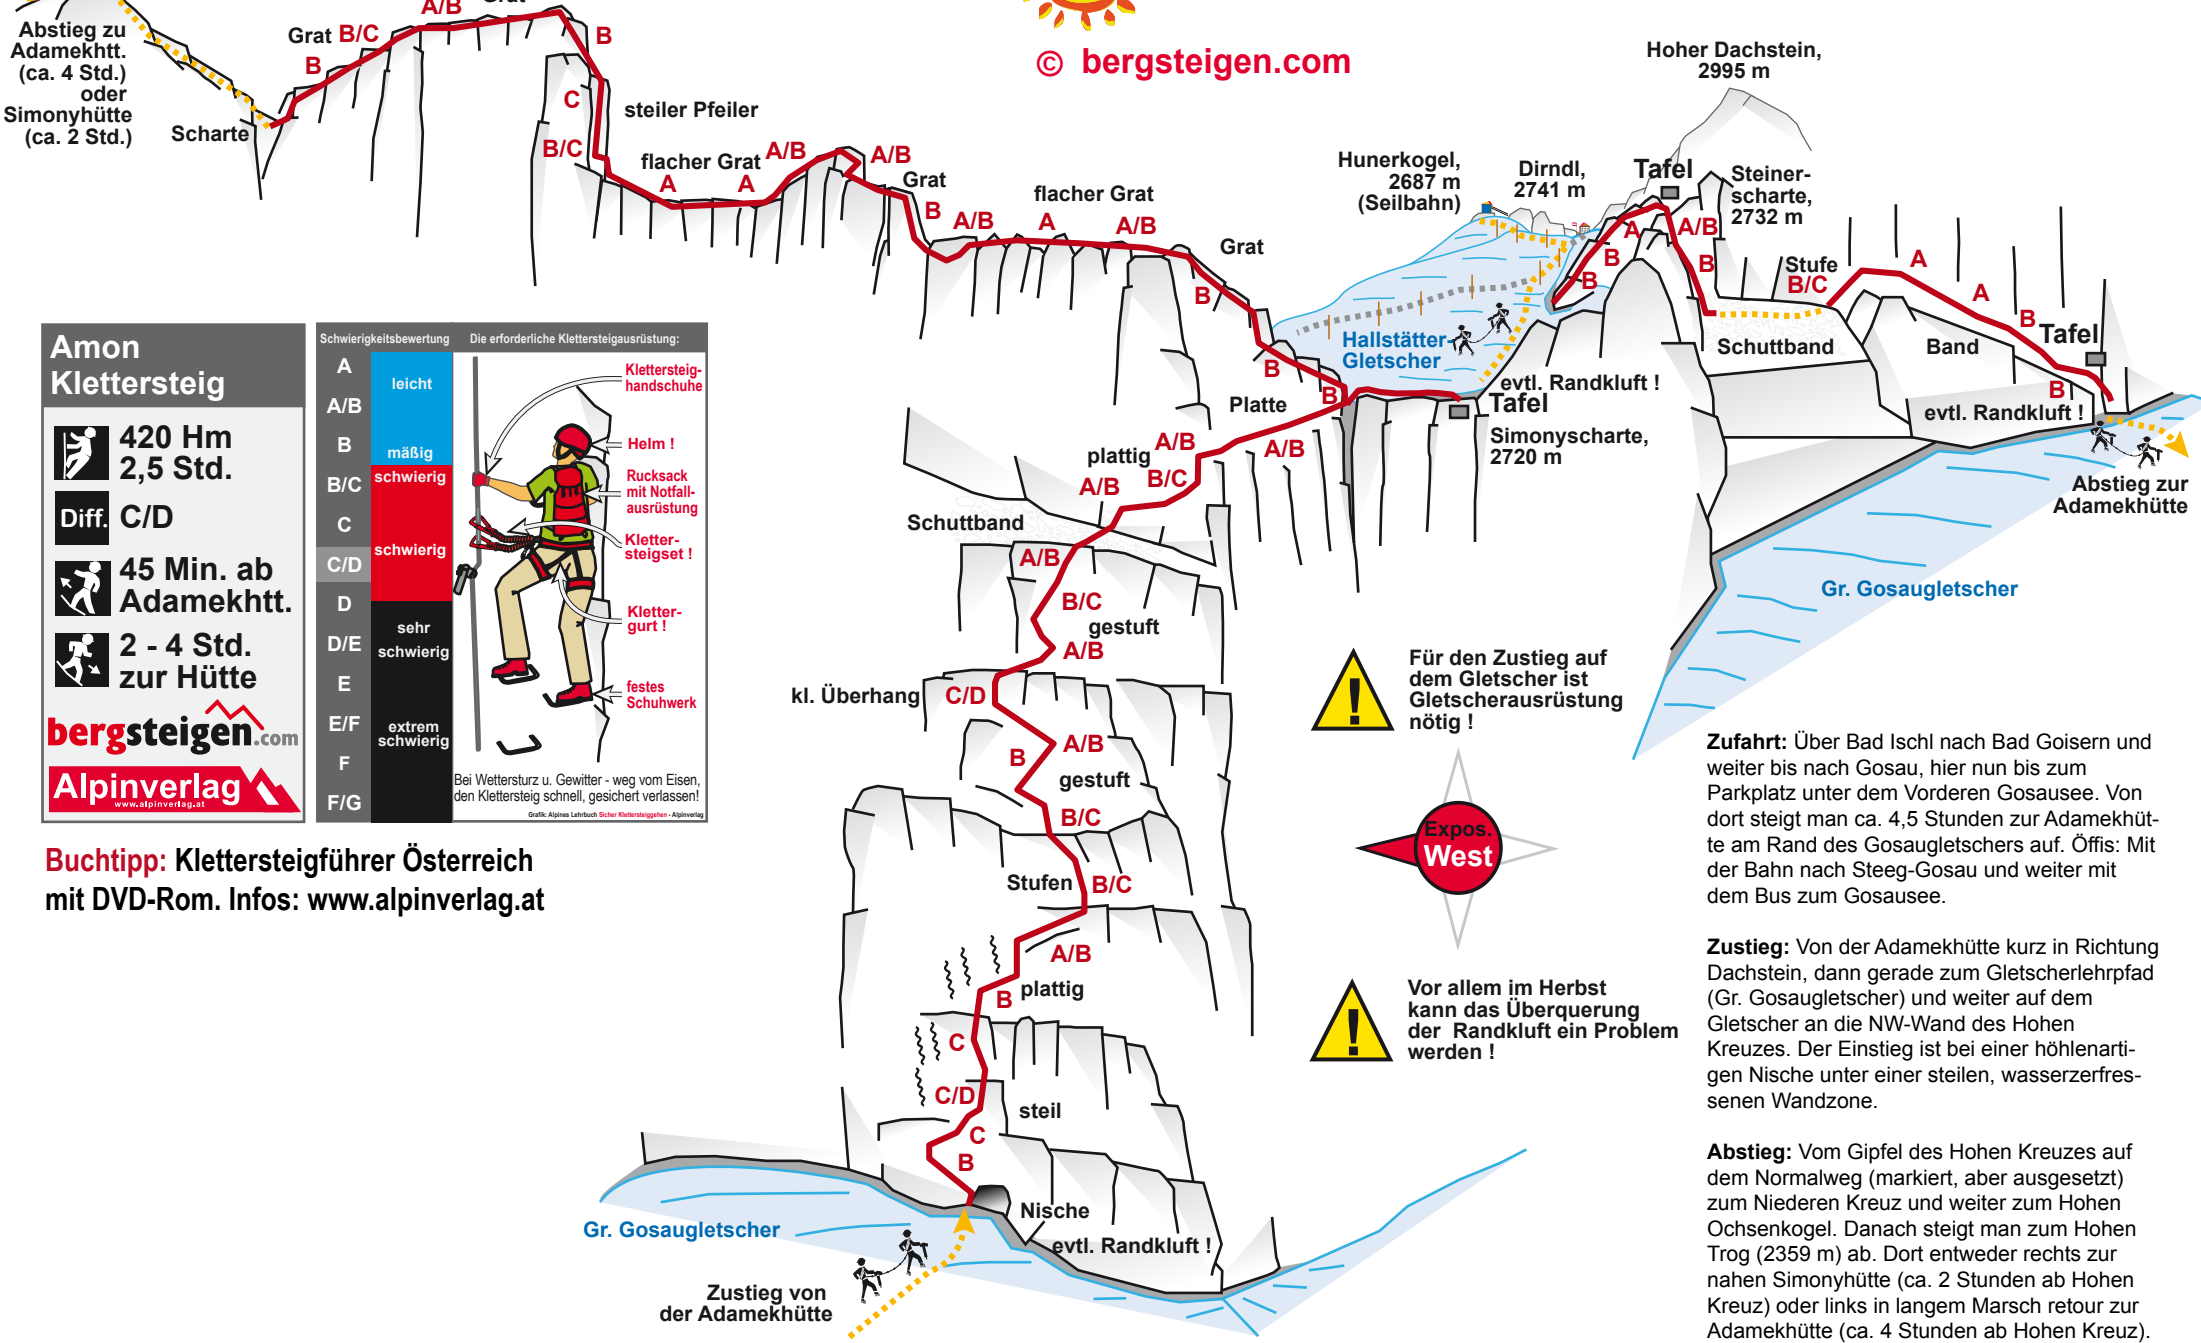 Abstieg zu
Adamekhtt.
(ca. 4 Std.)
oder
Simonyhütte
(ca. 2 Std.)
Scharte
Grat
B
B/C
A/B
Grat
B
C
B/C
steiler Pfeiler
flacher Grat
A
A
A/B
A/B
Grat
B
A/B
flacher Grat
A
A/B
Grat
B
B
B
© bergsteigen.com
Hoher Dachstein,
2995 m
Hunerkogel,
2687 m
(Seilbahn)
Dirndl,
2741 m
Tafel
Steiner-
scharte,
2732 m
A
A/B
B
B
B
Stufe
B/C
A
A
B
Tafel
B
Hallstätter
Gletscher
Schuttband
Band
evtl. Randkluft !
evtl. Randkluft !
Tafel
Simonyscharte,
2720 m
Abstieg zur
Adamekhütte
Gr. Gosaugletscher
Platte
A/B
A/B
plattig
B/C
A/B
Schuttband
A/B
B/C
gestuft
A/B
kl. Überhang
C/D
A/B
B
gestuft
B/C
Stufen
B/C
A/B
plattig
B
C
C/D
steil
C
B
Nische
evtl. Randkluft !
Gr. Gosaugletscher
Zustieg von
der Adamekhütte
Amon
Klettersteig
420 Hm
2,5 Std.
Diff.
C/D
45 Min. ab
Adamekhtt.
2 - 4 Std.
zur Hütte
bergsteigen.com
Alpinverlag
www.alpinverlag.at
Schwierigkeitsbewertung
A
A/B
B
B/C
C
C/D
D
D/E
E
E/F
F
F/G
leicht
mäßig
schwierig
schwierig
sehr
schwierig
extrem
schwierig
Die erforderliche Klettersteigausrüstung:
Klettersteig-
handschuhe
Helm !
Rucksack
mit Notfall-
ausrüstung
Kletter-
steigset !
Kletter-
gurt !
festes
Schuhwerk
Bei Wettersturz u. Gewitter - weg vom Eisen,
den Klettersteig schnell, gesichert verlassen!
Grafik: Alpines Lehrbuch Sicher Klettersteiggehen - Alpinverlag
Buchtipp: Klettersteigführer Österreich
mit DVD-Rom. Infos: www.alpinverlag.at
Für den Zustieg auf
dem Gletscher ist
Gletscherausrüstung
nötig !
Expos.
West
Vor allem im Herbst
kann das Überquerung
der Randkluft ein Problem
werden !
Zufahrt: Über Bad Ischl nach Bad Goisern und
weiter bis nach Gosau, hier nun bis zum
Parkplatz unter dem Vorderen Gosausee. Von
dort steigt man ca. 4,5 Stunden zur Adamekhüt-
te am Rand des Gosaugletschers auf. Öffis: Mit
der Bahn nach Steeg-Gosau und weiter mit
dem Bus zum Gosausee.
Zustieg: Von der Adamekhütte kurz in Richtung
Dachstein, dann gerade zum Gletscherlehrpfad
(Gr. Gosaugletscher) und weiter auf dem
Gletscher an die NW-Wand des Hohen
Kreuzes. Der Einstieg ist bei einer höhlenarti-
gen Nische unter einer steilen, wasserzerfres-
senen Wandzone.
Abstieg: Vom Gipfel des Hohen Kreuzes auf
dem Normalweg (markiert, aber ausgesetzt)
zum Niederen Kreuz und weiter zum Hohen
Ochsenkogel. Danach steigt man zum Hohen
Trog (2359 m) ab. Dort entweder rechts zur
nahen Simonyhütte (ca. 2 Stunden ab Hohen
Kreuz) oder links in langem Marsch retour zur
Adamekhütte (ca. 4 Stunden ab Hohen Kreuz).